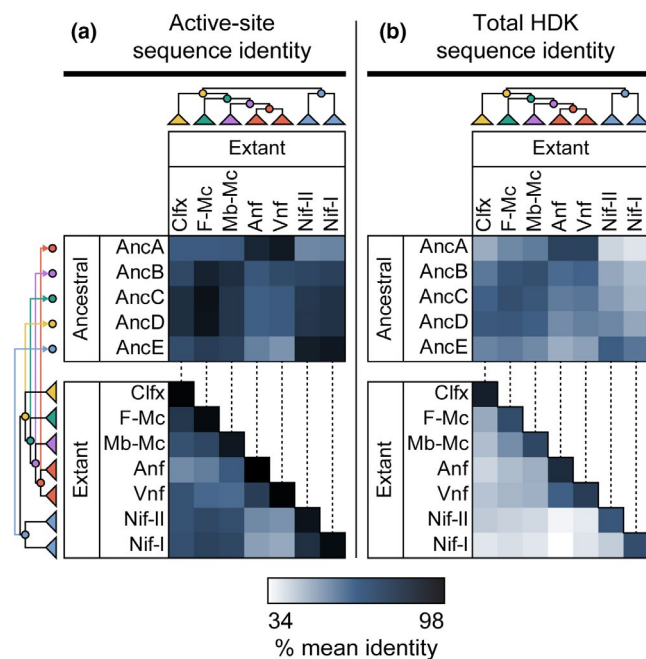 (a) Active-site sequence identity
(b) Total HDK sequence identity
Extant
Clfx F-Mc Mb-Mc Anf Vnf Nif-II Nif-I
Extant
Clfx F-Mc Mb-Mc Anf Vnf Nif-II Nif-I
Ancestral
AncA
AncB
AncC
AncD
AncE
Ancestral
AncA
AncB
AncC
AncD
AncE
Extant
Clfx
F-Mc
Mb-Mc
Anf
Vnf
Nif-II
Nif-I
Extant
Clfx
F-Mc
Mb-Mc
Anf
Vnf
Nif-II
Nif-I
34 98
% mean identity